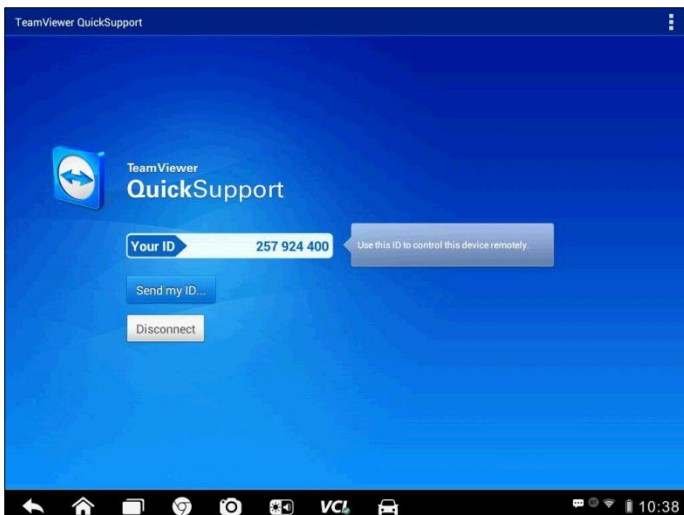 TeamViewer QuickSupport
TeamViewer
QuickSupport
Your ID 257 924 400
Use this ID to control this device remotely.
Send my ID...
Disconnect
VCI 10:38